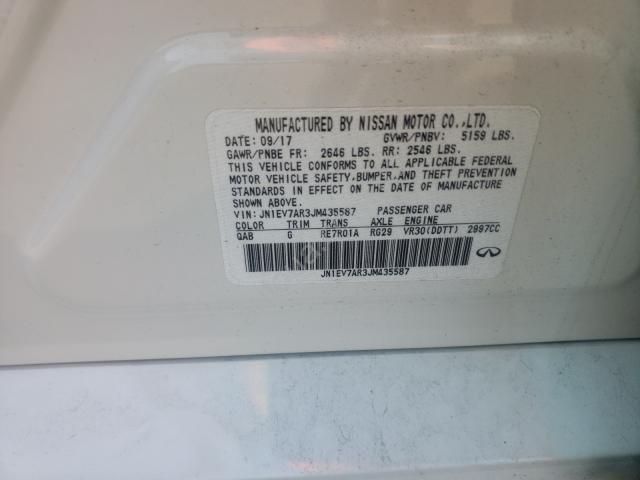 MANUFACTURED BY NISSAN MOTOR CO.,LTD.
DATE: 09/17 GVWR/PNBV: 5159 LBS.
GAWR/PNBE FR: 2646 LBS. RR: 2546 LBS.
THIS VEHICLE CONFORMS TO ALL APPLICABLE FEDERAL
MOTOR VEHICLE SAFETY, BUMPER, AND THEFT PREVENTION
STANDARDS IN EFFECT ON THE DATE OF MANUFACTURE
SHOWN ABOVE.
VIN: JN1EV7AR3JM435587 PASSENGER CAR
COLOR TRIM TRANS AXLE ENGINE
QAB G RE7R01A RG29 VR30(DDTT) 2997CC
JN1EV7AR3JM435587